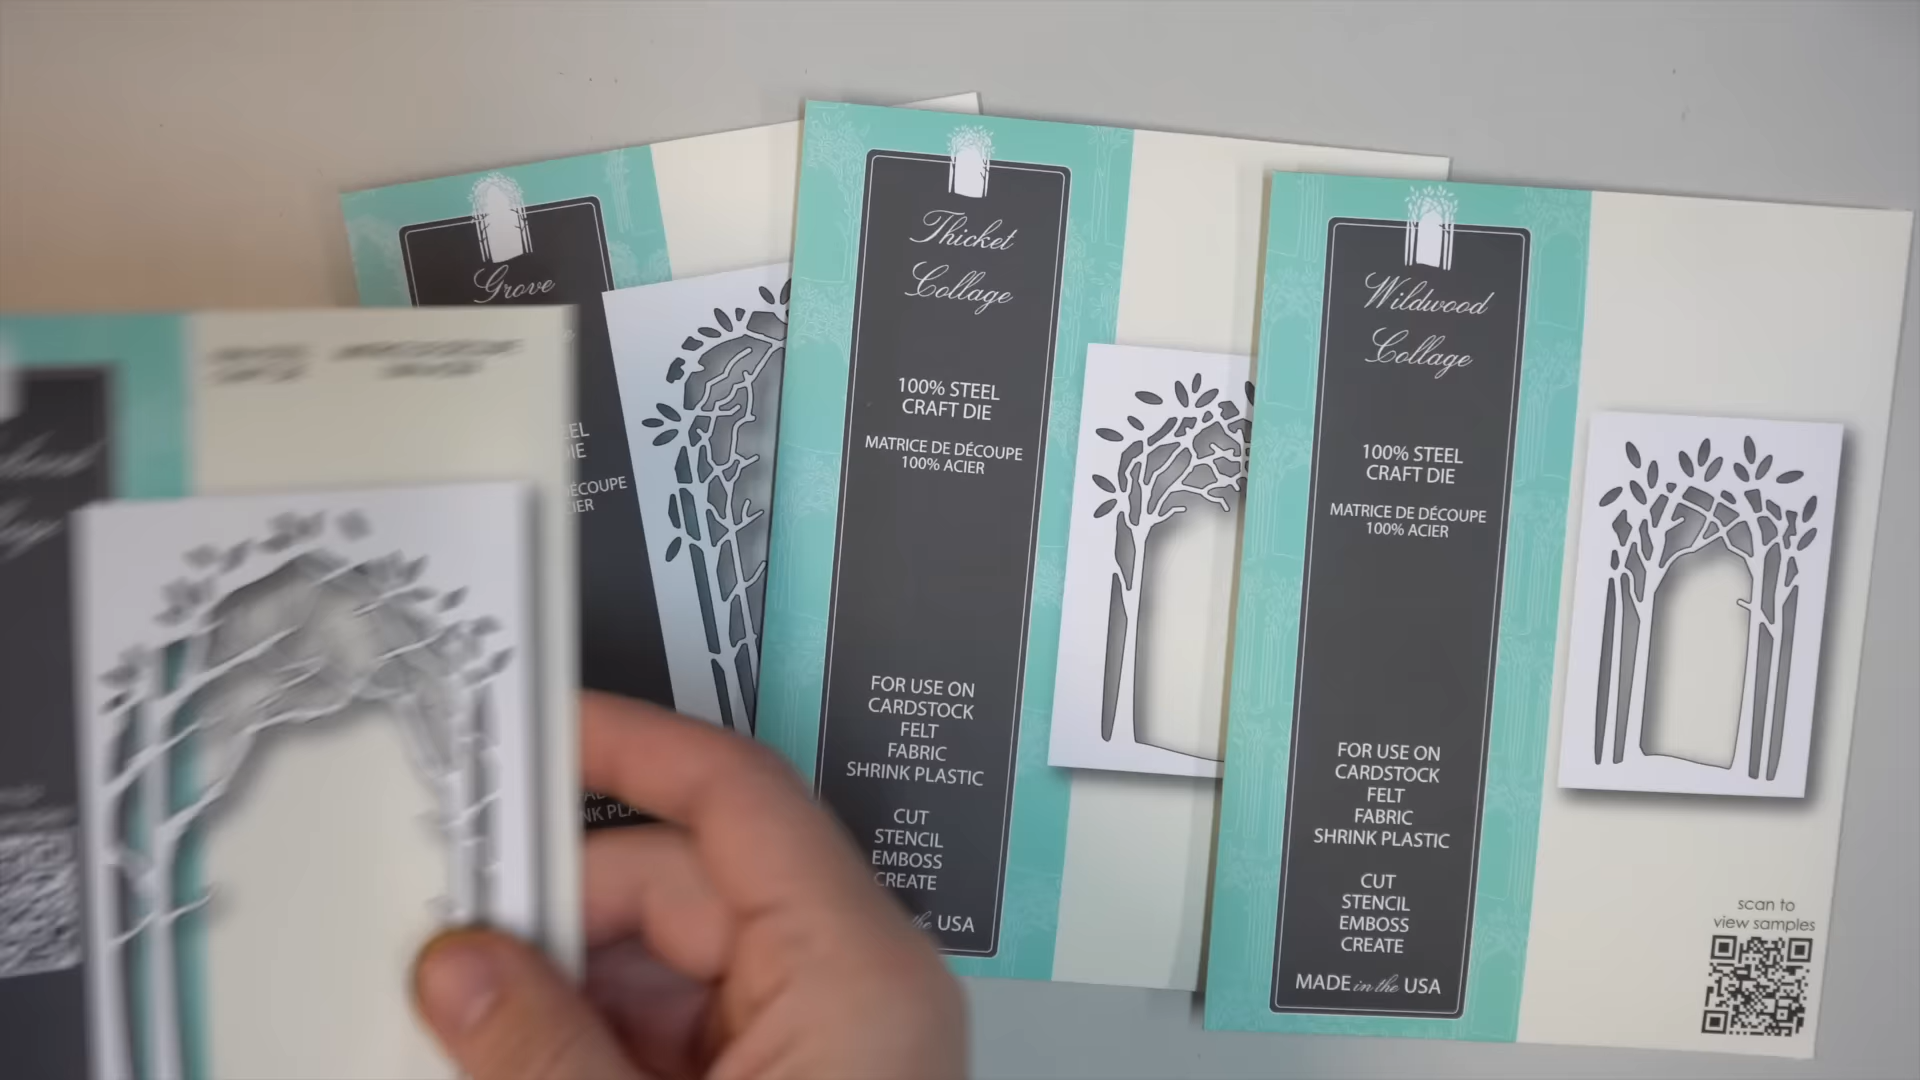 Grove
Thicket
Collage
100% STEEL
CRAFT DIE
MATRICE DE DÉCOUPE
100% ACIER
FOR USE ON
CARDSTOCK
FELT
FABRIC
SHRINK PLASTIC
CUT
STENCIL
EMBOSS
CREATE
the USA
Wildwood
Collage
100% STEEL
CRAFT DIE
MATRICE DE DÉCOUPE
100% ACIER
FOR USE ON
CARDSTOCK
FELT
FABRIC
SHRINK PLASTIC
CUT
STENCIL
EMBOSS
CREATE
MADE in the USA
scan to
view samples